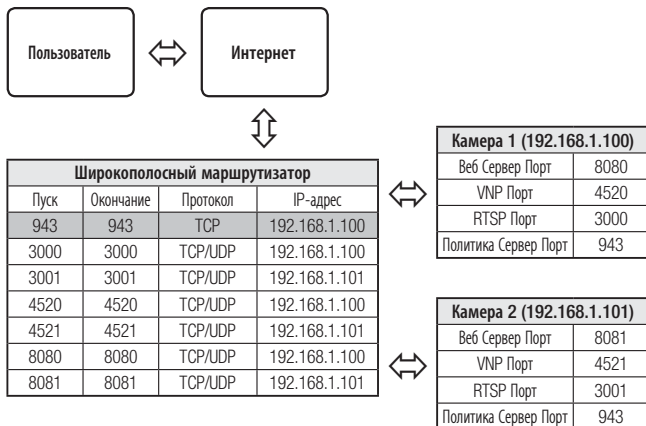 Пользователь
Интернет
Широкополосный маршрутизатор
Пуск Окончание Протокол IP-адрес
943 943 TCP 192.168.1.100
3000 3000 TCP/UDP 192.168.1.100
3001 3001 TCP/UDP 192.168.1.101
4520 4520 TCP/UDP 192.168.1.100
4521 4521 TCP/UDP 192.168.1.101
8080 8080 TCP/UDP 192.168.1.100
8081 8081 TCP/UDP 192.168.1.101
Камера 1 (192.168.1.100)
Веб Сервер Порт 8080
VNP Порт 4520
RTSP Порт 3000
Политика Сервер Порт 943
Камера 2 (192.168.1.101)
Веб Сервер Порт 8081
VNP Порт 4521
RTSP Порт 3001
Политика Сервер Порт 943